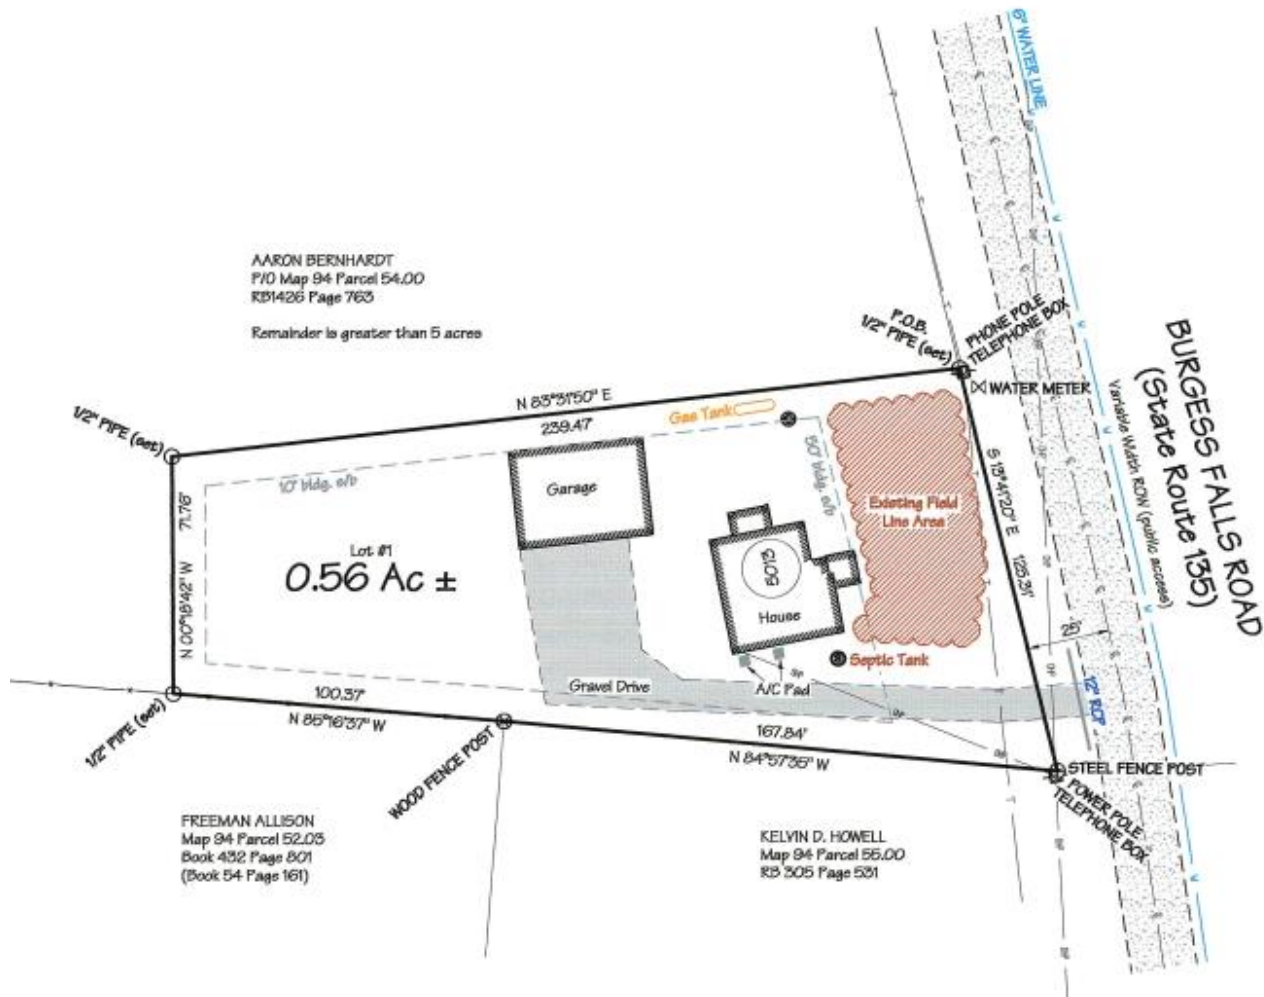 6" WATER LINE
AARON BERNHARDT
P/O Map 94 Parcel 54.00
RB1426 Page 763
Remainder is greater than 5 acres
P.O.B.
1/2" PIPE (set)
PHONE POLE
TELEPHONE BOX
WATER METER
BURGESS FALLS ROAD
(State Route 135)
Variable Width ROW (public access)
1/2" PIPE (set)
N 83°31'50" E
239.47'
Gas Tank
10' bldg. s/b
50' bldg. s/b
Garage
Existing Field
Line Area
S 13°41'20" E
125.31'
71.76'
N 00°18'42" W
Lot #1
0.56 Ac ±
5013
House
25'
Septic Tank
Gravel Drive
A/C Pad
12" RCP
100.37'
N 85°16'37" W
1/2" PIPE (set)
WOOD FENCE POST
167.84'
N 84°57'35" W
STEEL FENCE POST
POWER POLE
TELEPHONE BOX
FREEMAN ALLISON
Map 94 Parcel 52.03
Book 432 Page 801
(Book 54 Page 161)
KELVIN D. HOWELL
Map 94 Parcel 55.00
RB 305 Page 531